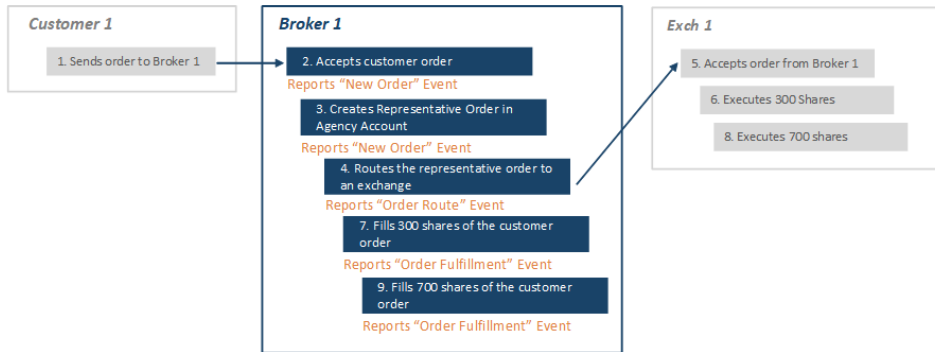 Customer 1
1. Sends order to Broker 1
Broker 1
2. Accepts customer order
Reports "New Order" Event
3. Creates Representative Order in
Agency Account
Reports "New Order" Event
4. Routes the representative order to
an exchange
Reports "Order Route" Event
7. Fills 300 shares of the customer
order
Reports "Order Fulfillment" Event
9. Fills 700 shares of the customer
order
Reports "Order Fulfillment" Event
Exch 1
5. Accepts order from Broker 1
6. Executes 300 Shares
8. Executes 700 shares